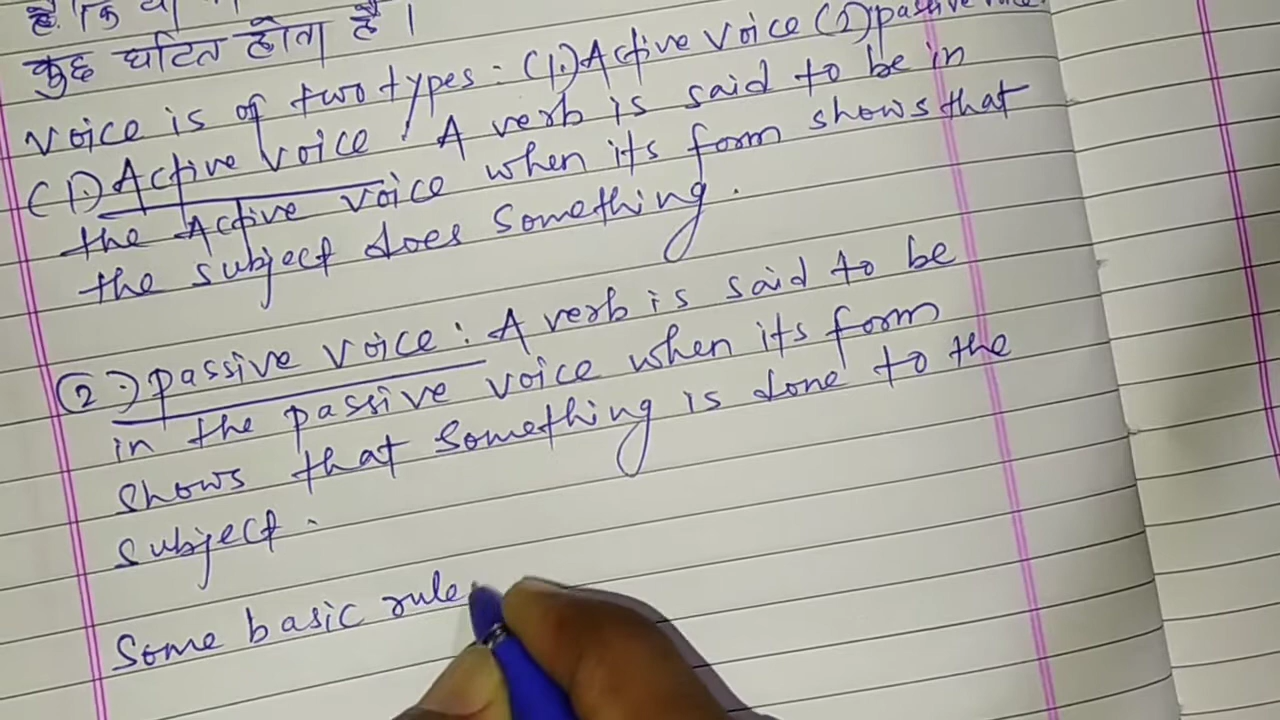 है. कि
कुछ घटित होता है।
Voice is of two types - (1.) Active voice (2) passive
(1). Active Voice : A verb is said to be in
the Active voice when its form shows that
the subject does something.
(2.) passive voice : A verb is said to be
in the passive voice when its form
shows that something is done to the
subject.
Some basic rule